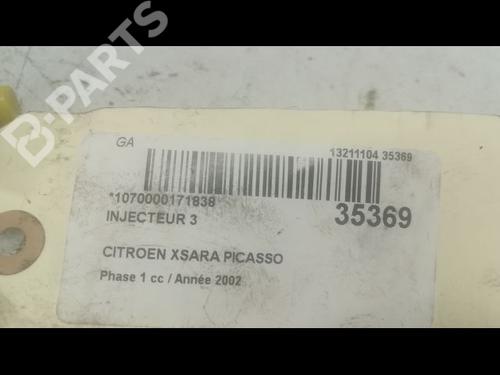 B-PARTS
GA
13211104 35369
*1070000171838
35369
INJECTEUR 3
CITROEN XSARA PICASSO
Phase 1 cc / Année 2002